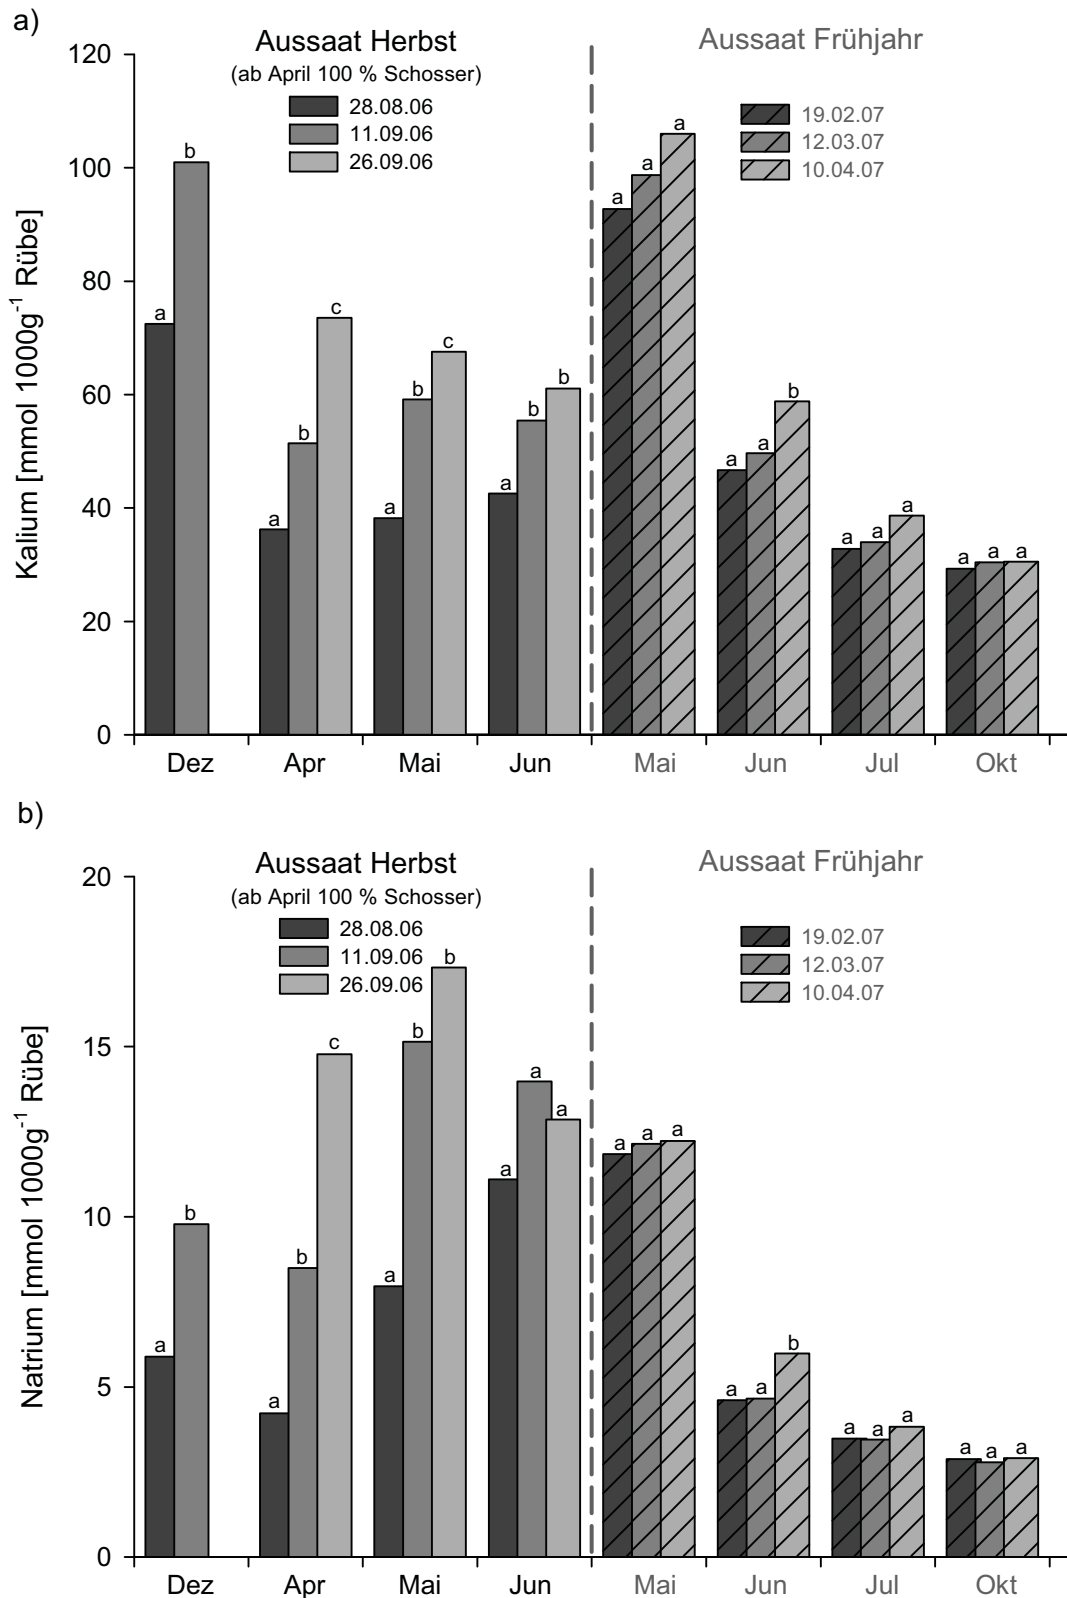 a)
Aussaat Herbst
(ab April 100 % Schosser)
28.08.06
11.09.06
26.09.06
Aussaat Frühjahr
19.02.07
12.03.07
10.04.07
Kalium [mmol 1000g⁻¹ Rübe]
120
100
80
60
40
20
0
a b
a b c
a b c
a b b
a a a
a a b
a a a
a a a
Dez Apr Mai Jun Mai Jun Jul Okt
b)
Aussaat Herbst
(ab April 100 % Schosser)
28.08.06
11.09.06
26.09.06
Aussaat Frühjahr
19.02.07
12.03.07
10.04.07
Natrium [mmol 1000g⁻¹ Rübe]
20
15
10
5
0
a b
a b c
a b b
a a a
a a a
a a b
a a a
a a a
Dez Apr Mai Jun Mai Jun Jul Okt